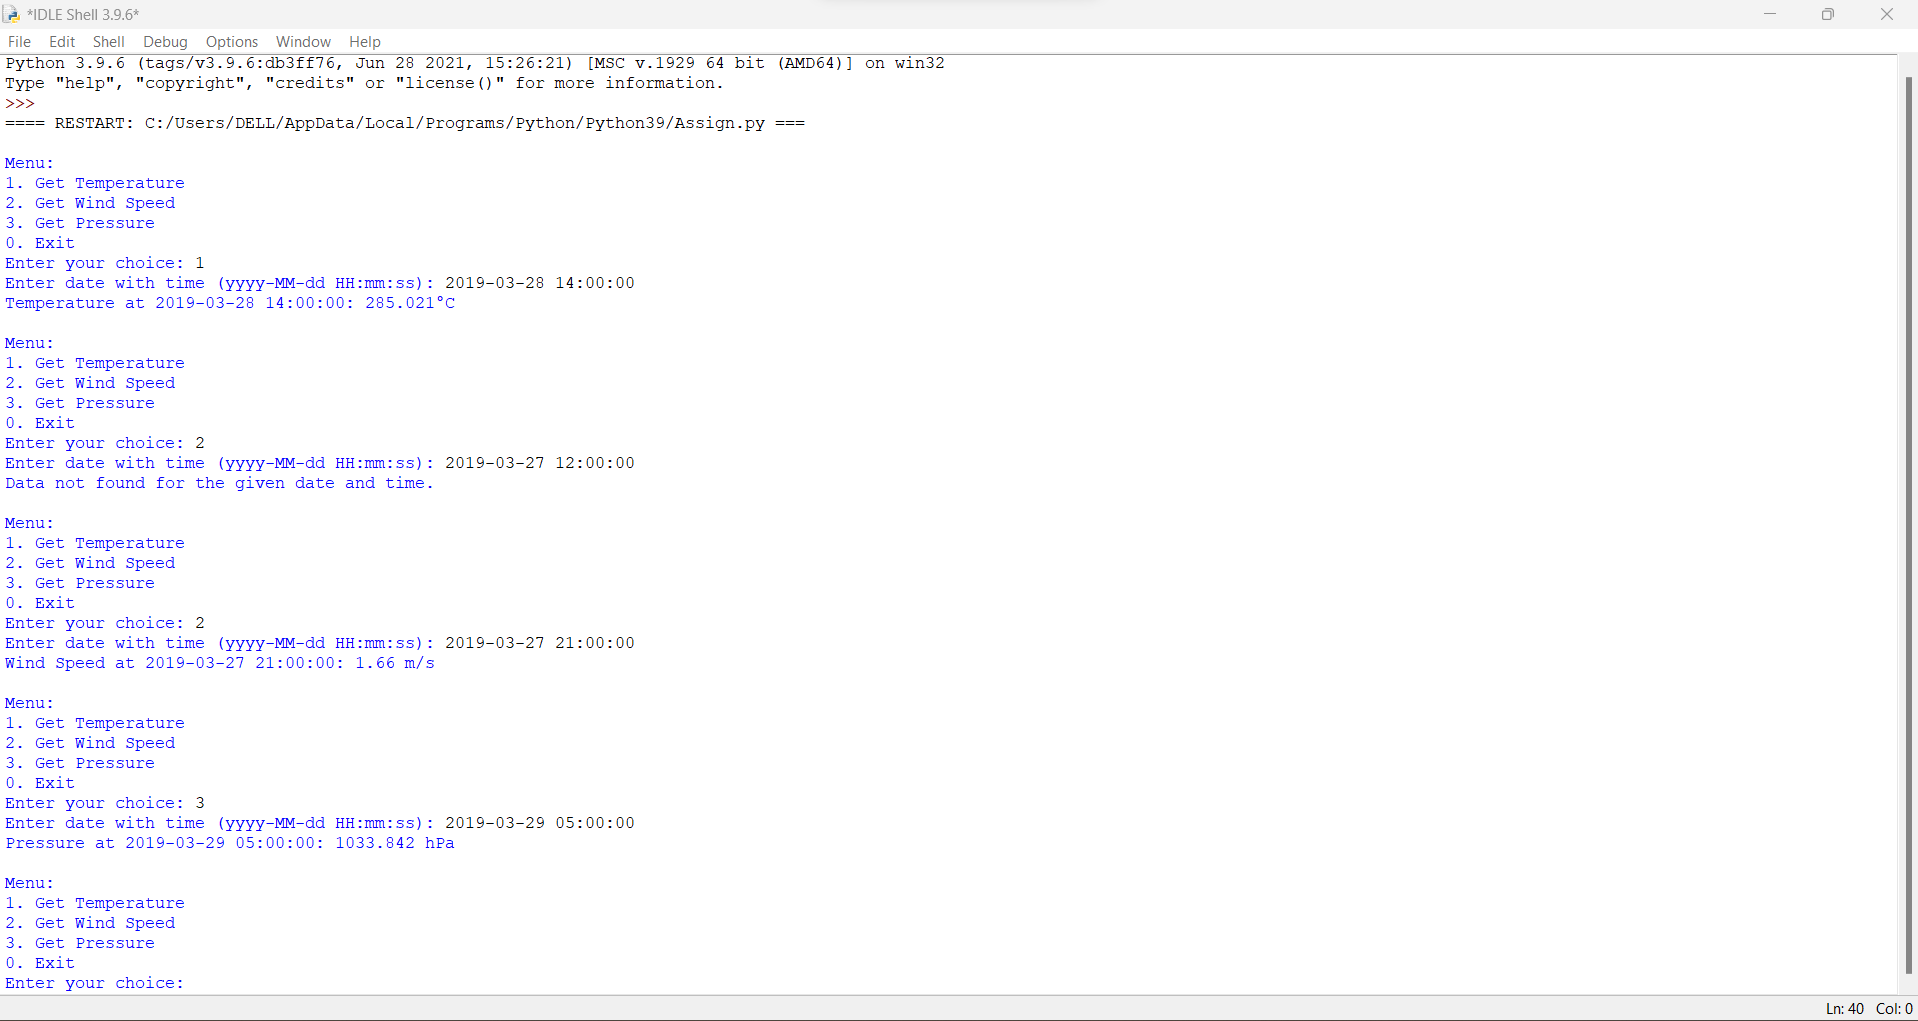 *IDLE Shell 3.9.6*
File Edit Shell Debug Options Window Help
Python 3.9.6 (tags/v3.9.6:db3ff76, Jun 28 2021, 15:26:21) [MSC v.1929 64 bit (AMD64)] on win32
Type "help", "copyright", "credits" or "license()" for more information.
>>>
==== RESTART: C:/Users/DELL/AppData/Local/Programs/Python/Python39/Assign.py ===
Menu:
1. Get Temperature
2. Get Wind Speed
3. Get Pressure
0. Exit
Enter your choice: 1
Enter date with time (yyyy-MM-dd HH:mm:ss): 2019-03-28 14:00:00
Temperature at 2019-03-28 14:00:00: 285.021°C
Menu:
1. Get Temperature
2. Get Wind Speed
3. Get Pressure
0. Exit
Enter your choice: 2
Enter date with time (yyyy-MM-dd HH:mm:ss): 2019-03-27 12:00:00
Data not found for the given date and time.
Menu:
1. Get Temperature
2. Get Wind Speed
3. Get Pressure
0. Exit
Enter your choice: 2
Enter date with time (yyyy-MM-dd HH:mm:ss): 2019-03-27 21:00:00
Wind Speed at 2019-03-27 21:00:00: 1.66 m/s
Menu:
1. Get Temperature
2. Get Wind Speed
3. Get Pressure
0. Exit
Enter your choice: 3
Enter date with time (yyyy-MM-dd HH:mm:ss): 2019-03-29 05:00:00
Pressure at 2019-03-29 05:00:00: 1033.842 hPa
Menu:
1. Get Temperature
2. Get Wind Speed
3. Get Pressure
0. Exit
Enter your choice:
Ln: 40 Col: 0